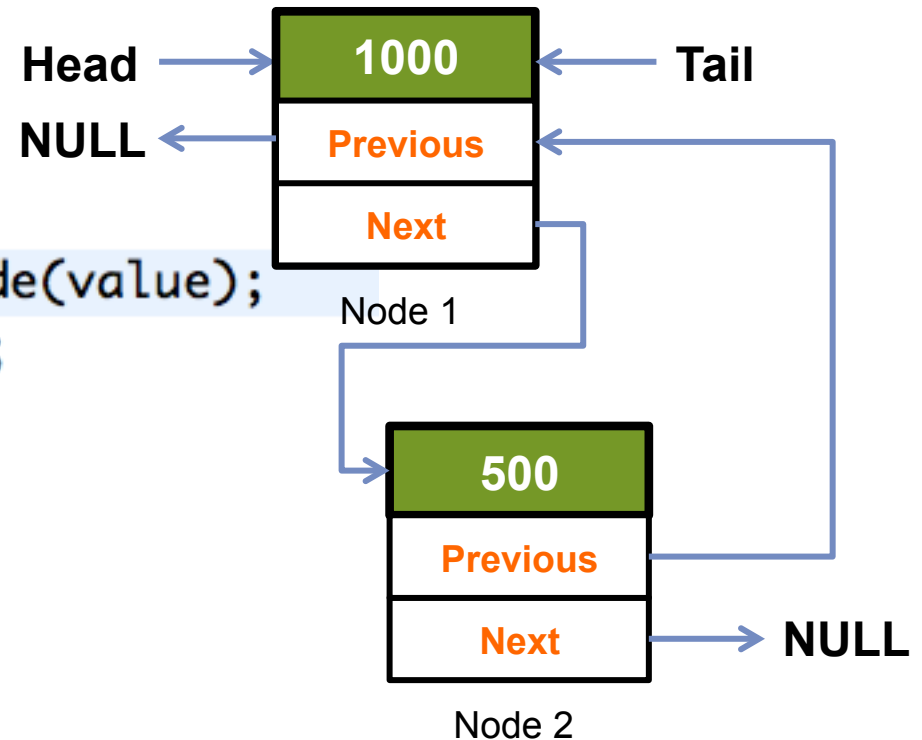 Head
1000
Tail
NULL
Previous
Next
de(value);
Node 1
500
Previous
Next
NULL
Node 2